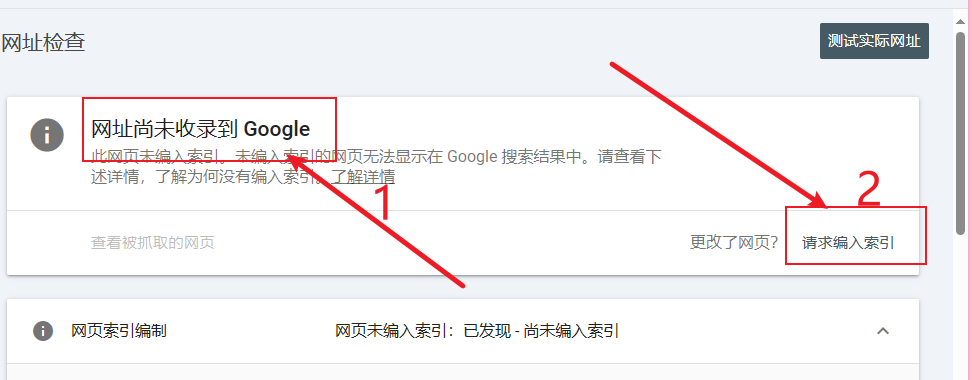 网址检查
测试实际网址
网址尚未收录到 Google
此网页未编入索引。未编入索引的网页无法显示在 Google 搜索结果中。请查看下
述详情，了解为何没有编入索引。了解详情
1
2
查看被抓取的网页
更改了网页？
请求编入索引
网页索引编制
网页未编入索引：已发现 - 尚未编入索引